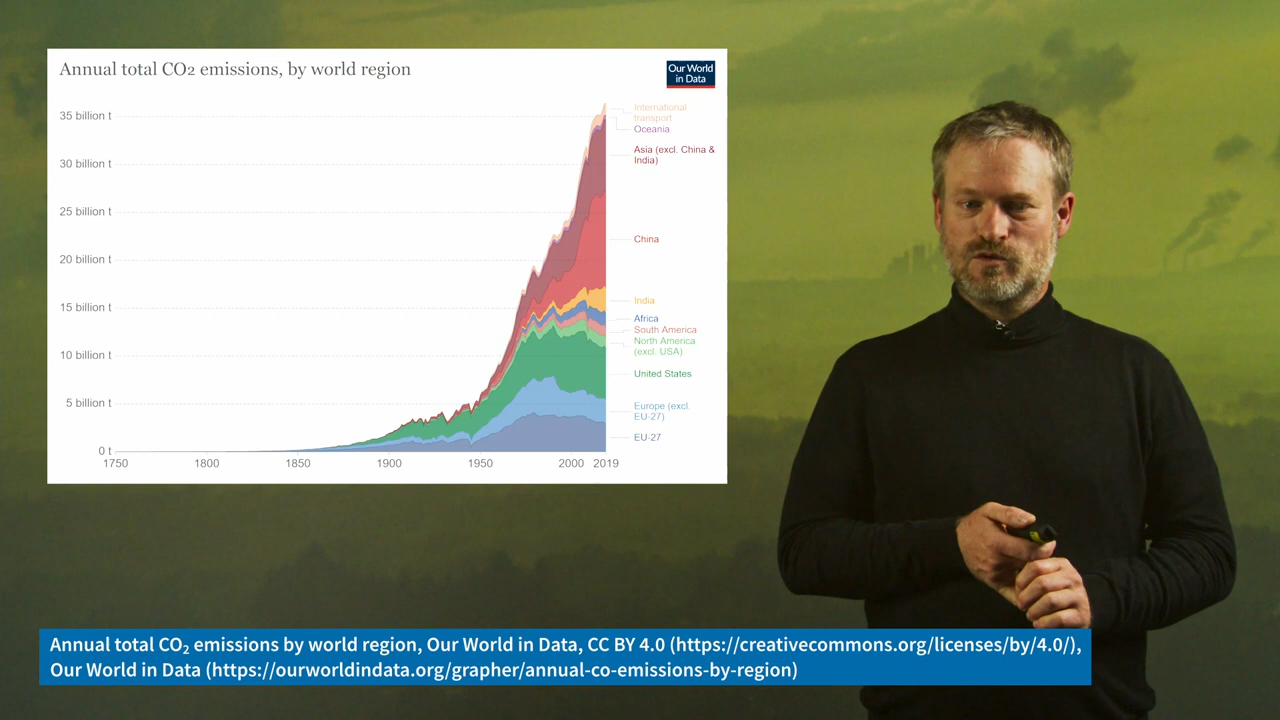 Annual total CO₂ emissions, by world region
Our World
in Data
35 billion t
30 billion t
25 billion t
20 billion t
15 billion t
10 billion t
5 billion t
0 t
1750
1800
1850
1900
1950
2000
2019
International
transport
Oceania
Asia (excl. China &
India)
China
India
Africa
South America
North America
(excl. USA)
United States
Europe (excl.
EU-27)
EU-27
Annual total CO₂ emissions by world region, Our World in Data, CC BY 4.0 (https://creativecommons.org/licenses/by/4.0/),
Our World in Data (https://ourworldindata.org/grapher/annual-co-emissions-by-region)